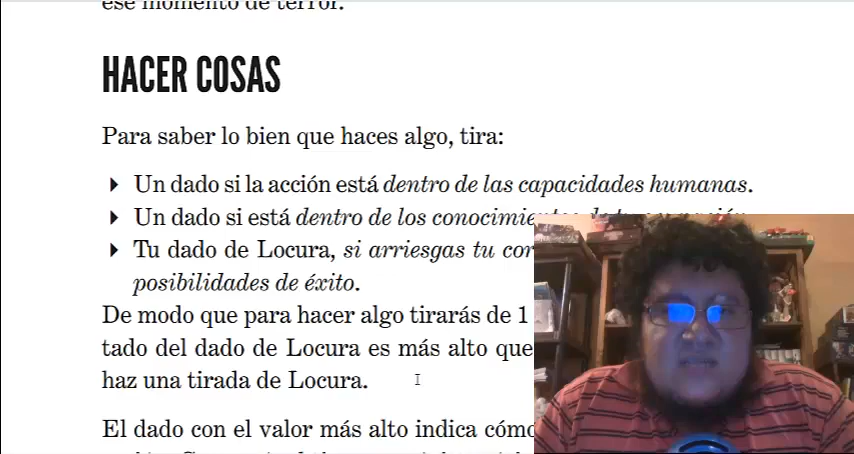 ese momento de terror.
HACER COSAS
Para saber lo bien que haces algo, tira:
Un dado si la acción está dentro de las capacidades humanas.
Un dado si está dentro de los
Tu dado de Locura, si arriesgas tu
posibilidades de éxito.
De modo que para hacer algo tirarás de 1
tado del dado de Locura es más alto que
haz una tirada de Locura.
El dado con el valor más alto indica cómo